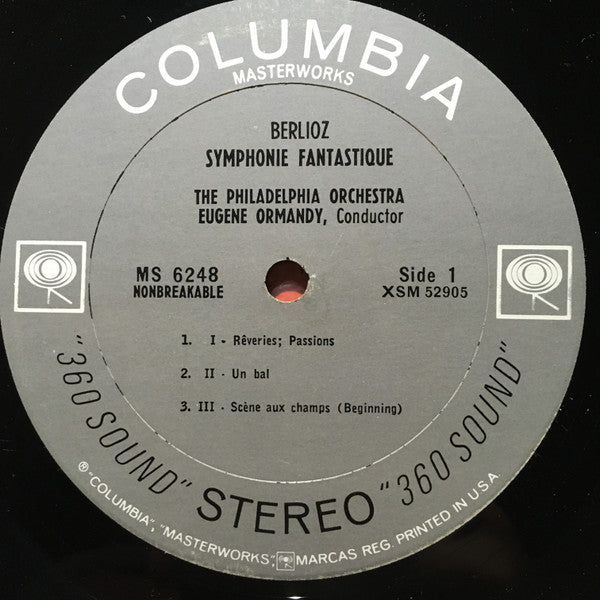 COLUMBIA
MASTERWORKS
BERLIOZ
SYMPHONIE FANTASTIQUE
THE PHILADELPHIA ORCHESTRA
EUGENE ORMANDY, Conductor
MS 6248
NONBREAKABLE
Side 1
XSM 52905
1. I - Rêveries; Passions
2. II - Un bal
3. III - Scène aux champs (Beginning)
"360 SOUND" STEREO "360 SOUND"
® "COLUMBIA", "MASTERWORKS", MARCAS REG. PRINTED IN U.S.A.